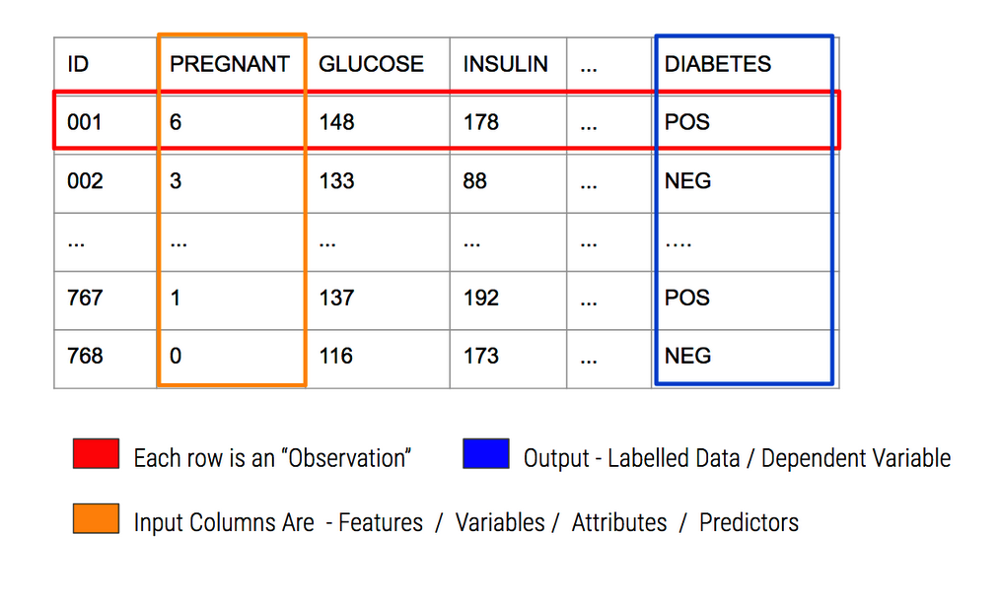 ID PREGNANT GLUCOSE INSULIN ... DIABETES
001 6 148 178 ... POS
002 3 133 88 ... NEG
... ... ... ... ... ....
767 1 137 192 ... POS
768 0 116 173 ... NEG
Each row is an “Observation” Output - Labelled Data / Dependent Variable
Input Columns Are - Features / Variables / Attributes / Predictors